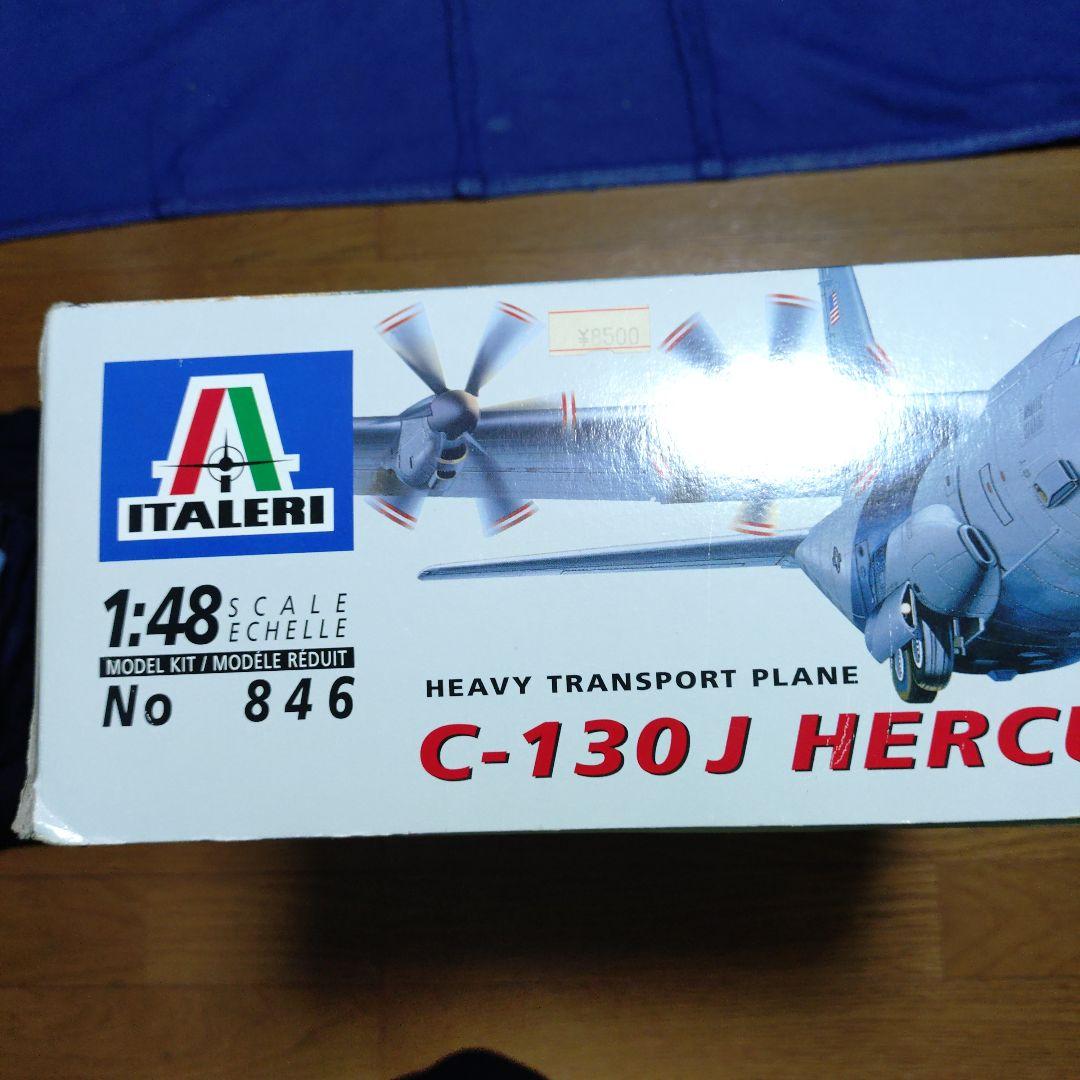 ¥8500
ITALERI
1:48 SCALE
ECHELLE
MODEL KIT / MODÉLE RÉDUIT
No 846
HEAVY TRANSPORT PLANE
C-130J HERCU